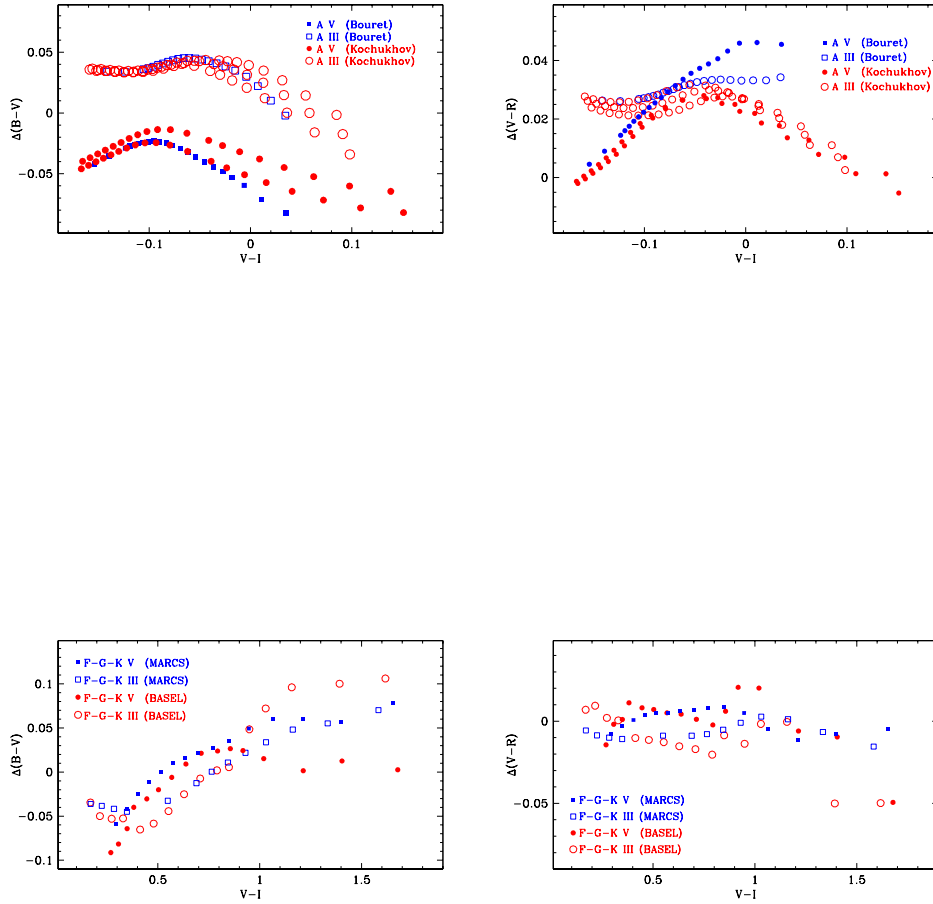 A V (Bouret)
A III (Bouret)
A V (Kochukhov)
A III (Kochukhov)
0.05
0
−0.05
Δ(B−V)
−0.1 0 0.1
V−I
A V (Bouret)
A III (Bouret)
A V (Kochukhov)
A III (Kochukhov)
0.04
0.02
0
Δ(V−R)
−0.1 0 0.1
V−I
F−G−K V (MARCS)
F−G−K III (MARCS)
F−G−K V (BASEL)
F−G−K III (BASEL)
0.1
0.05
0
−0.05
−0.1
Δ(B−V)
0.5 1 1.5
V−I
0
−0.05
Δ(V−R)
F−G−K V (MARCS)
F−G−K III (MARCS)
F−G−K V (BASEL)
F−G−K III (BASEL)
0.5 1 1.5
V−I